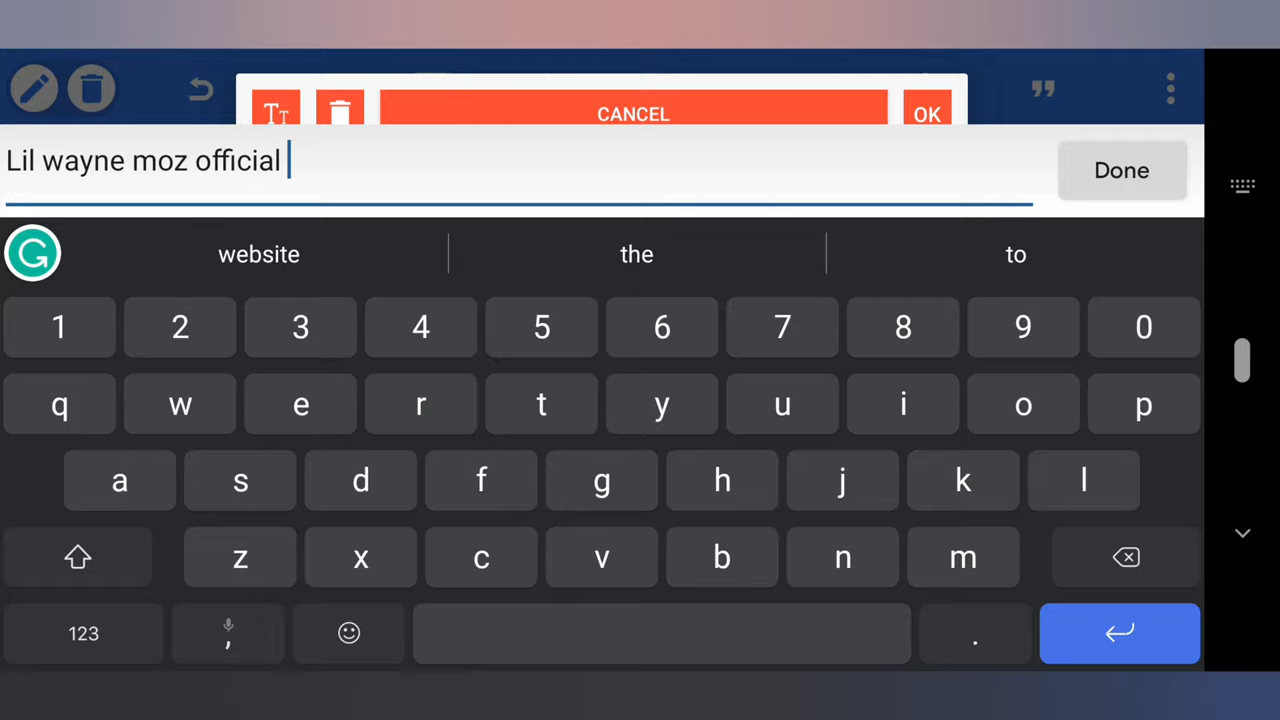 Tт
CANCEL
OK
Lil wayne moz official
Done
website
the
to
1 2 3 4 5 6 7 8 9 0
q w e r t y u i o p
a s d f g h j k l
z x c v b n m
123
,
.